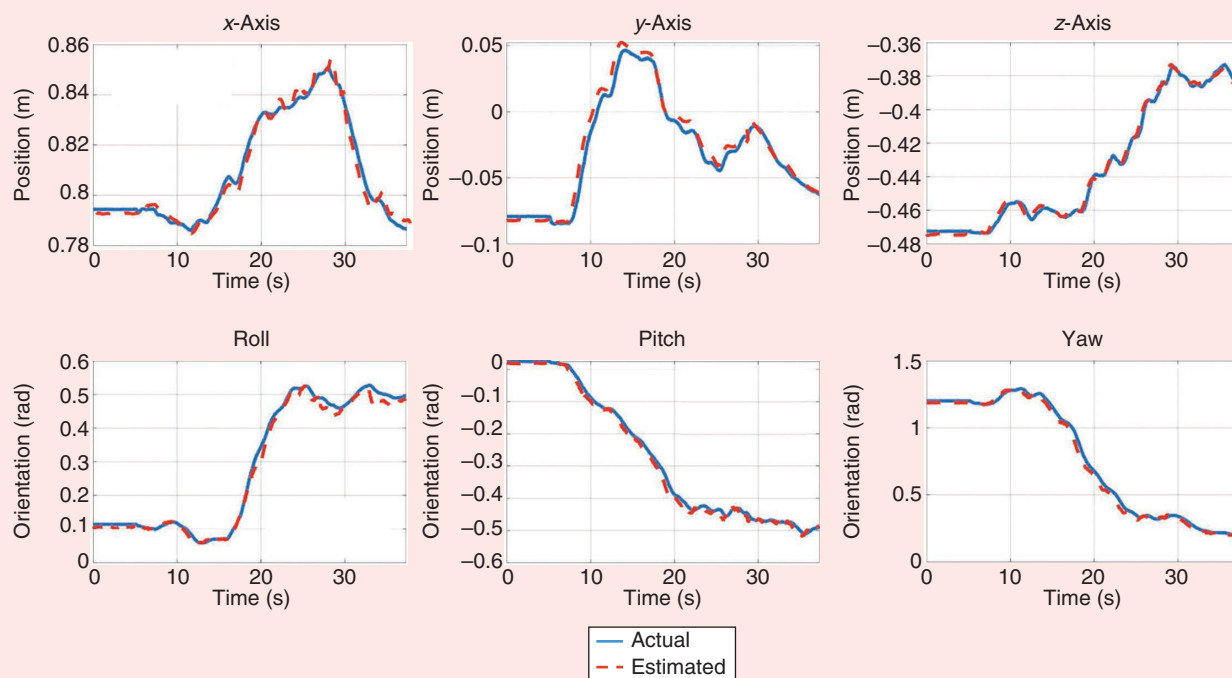 x-Axis
Position (m)
0.86
0.84
0.82
0.8
0.78
0
10
20
30
Time (s)
y-Axis
Position (m)
0.05
0
–0.05
–0.1
0
10
20
30
Time (s)
z-Axis
Position (m)
–0.36
–0.38
–0.4
–0.42
–0.44
–0.46
–0.48
0
10
20
30
Time (s)
Roll
Orientation (rad)
0.6
0.5
0.4
0.3
0.2
0.1
0
0
10
20
30
Time (s)
Pitch
Orientation (rad)
0
–0.1
–0.2
–0.3
–0.4
–0.5
–0.6
0
10
20
30
Time (s)
Yaw
Orientation (rad)
1.5
1
0.5
0
0
10
20
30
Time (s)
Actual
Estimated